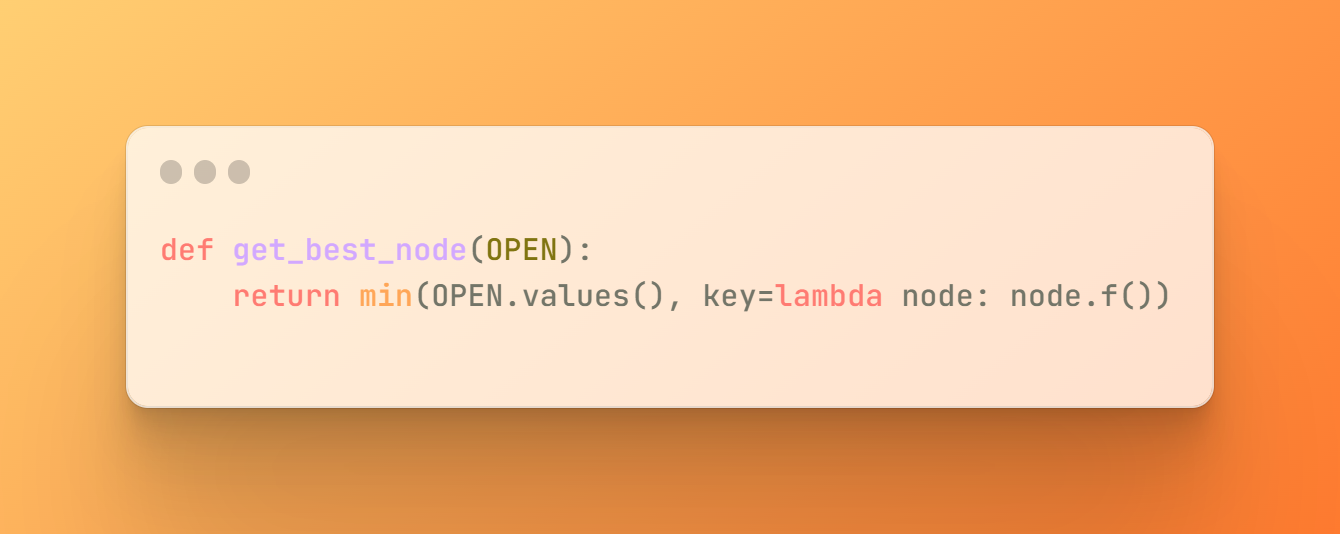 def get_best_node(OPEN):
    return min(OPEN.values(), key=lambda node: node.f())